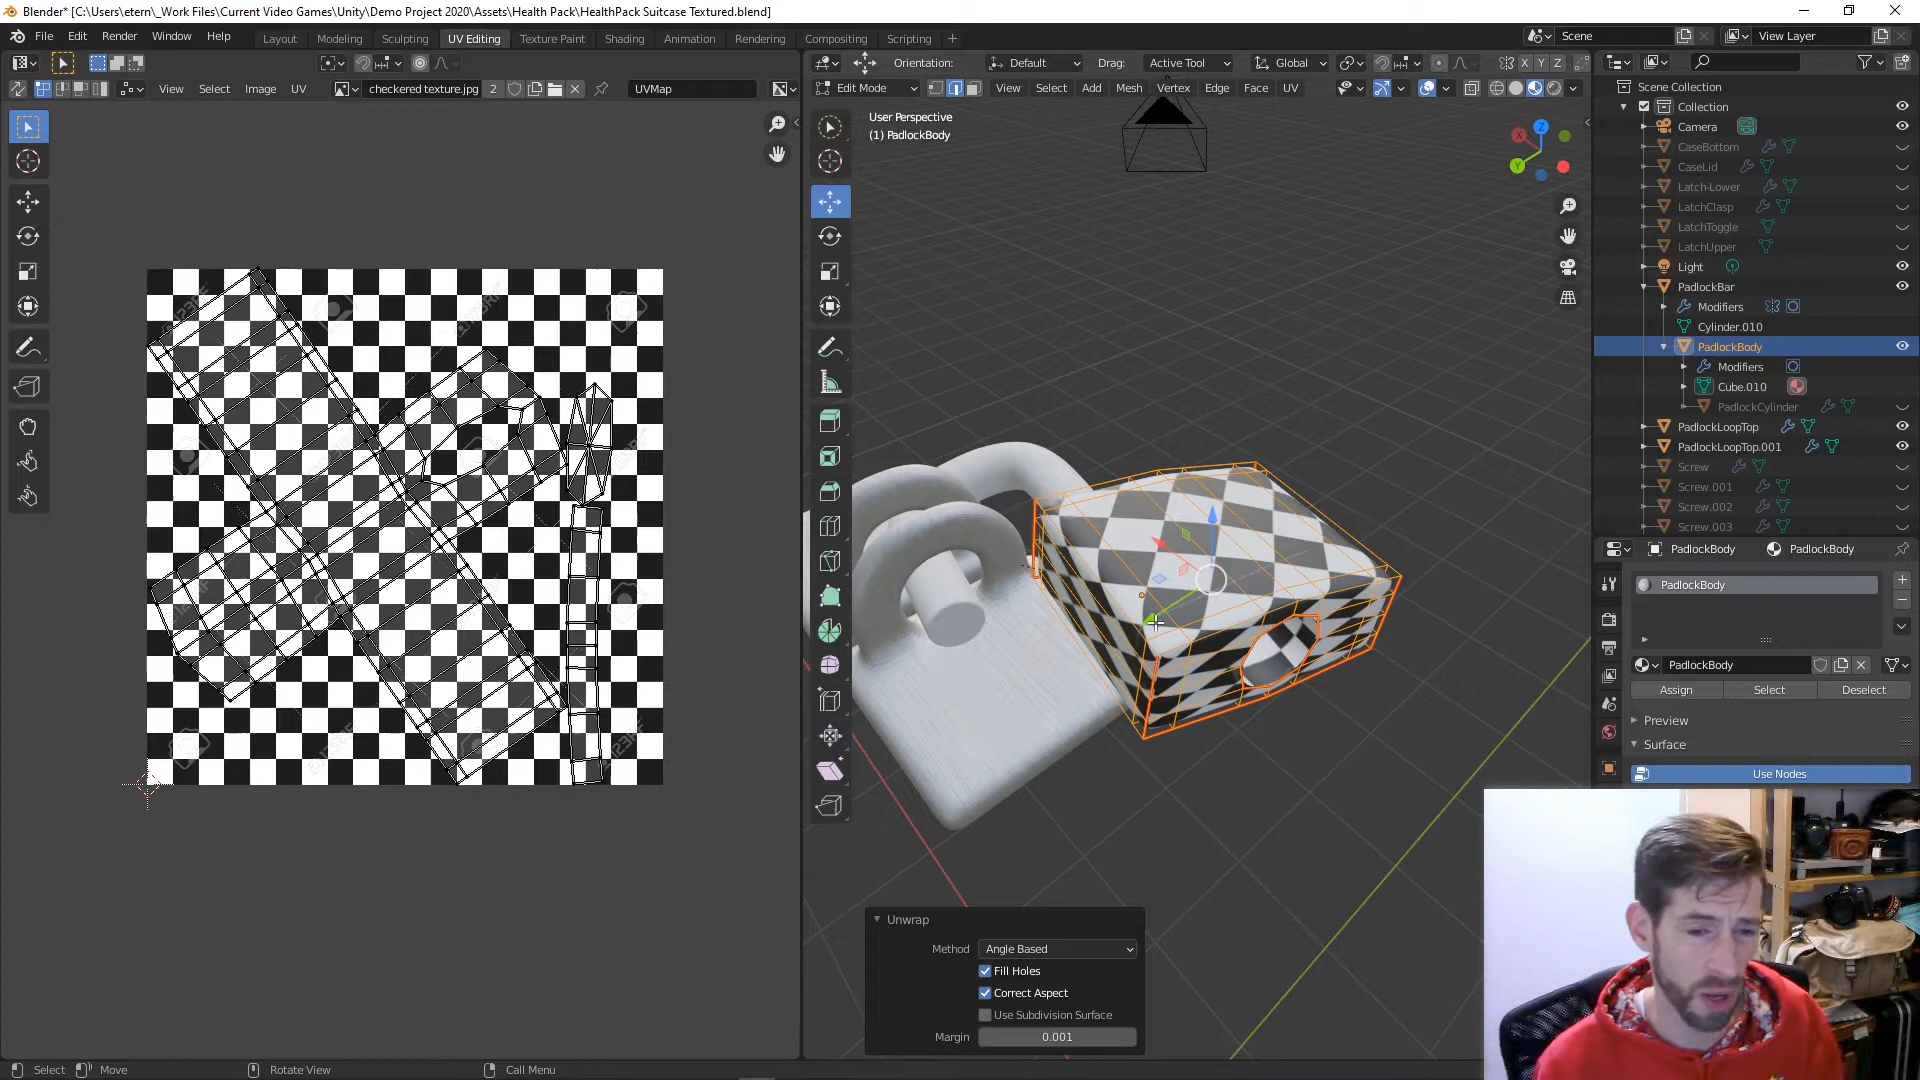 Blender* [C:\Users\etern\_Work Files\Current Video Games\Unity\Demo Project 2020\Assets\Health Pack\HealthPack Suitcase Textured.blend]
File Edit Render Window Help Layout Modeling Sculpting UV Editing Texture Paint Shading Animation Rendering Compositing Scripting + Scene View Layer
Orientation: Default Drag: Active Tool Global X Y Z
View Select Image UV checkered texture.jpg 2 UVMap Edit Mode View Select Add Mesh Vertex Edge Face UV
User Perspective
(1) PadlockBody
Z
X
Y
Scene Collection
Collection
Camera
CaseBottom
CaseLid
Latch-Lower
LatchClasp
LatchToggle
LatchUpper
Light
PadlockBar
Modifiers
Cylinder.010
PadlockBody
Modifiers
Cube.010
PadlockCylinder
PadlockLoopTop
PadlockLoopTop.001
Screw
Screw.001
Screw.002
Screw.003
PadlockBody PadlockBody
PadlockBody
PadlockBody
Assign Select Deselect
Preview
Surface
Use Nodes
Unwrap
Method Angle Based
Fill Holes
Correct Aspect
Use Subdivision Surface
Margin 0.001
Select Move Rotate View Call Menu